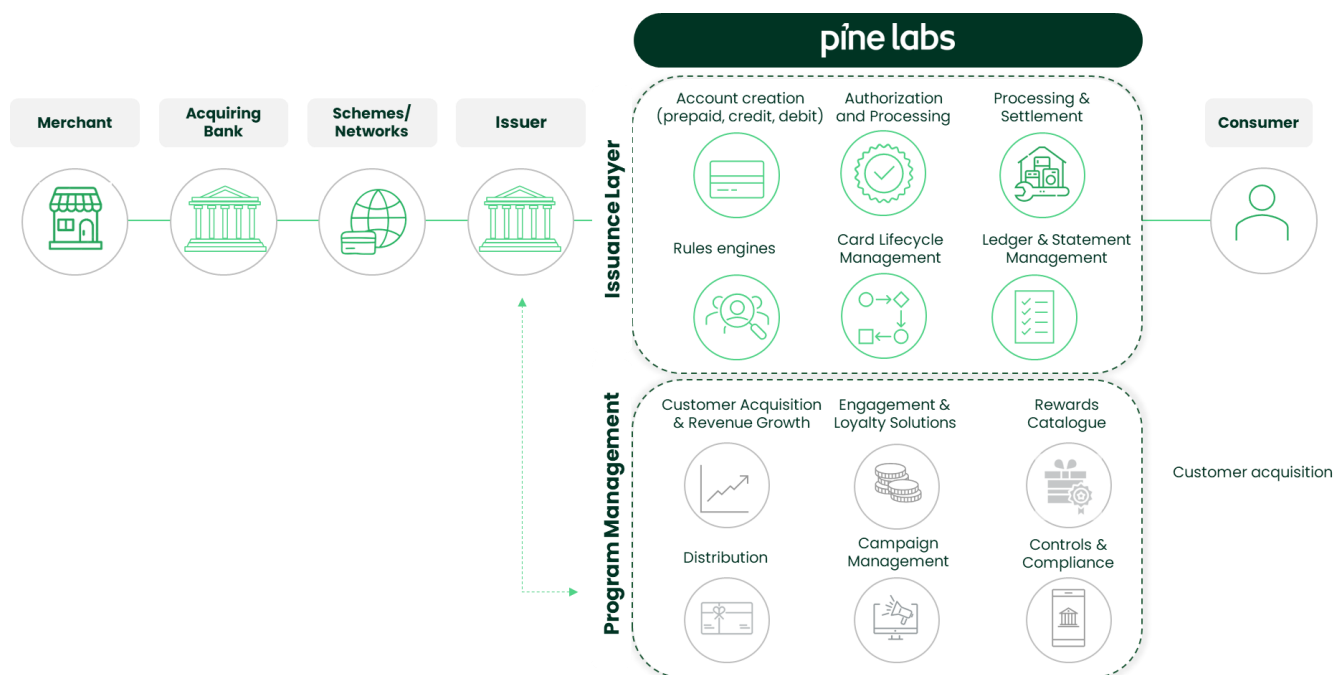 pine labs
Merchant
Acquiring
Bank
Schemes/
Networks
Issuer
Consumer
Issuance Layer
Account creation
(prepaid, credit, debit)
Authorization
and Processing
Processing &
Settlement
Rules engines
Card Lifecycle
Management
Ledger & Statement
Management
Program Management
Customer Acquisition
& Revenue Growth
Engagement &
Loyalty Solutions
Rewards
Catalogue
Customer acquisition
Distribution
Campaign
Management
Controls &
Compliance